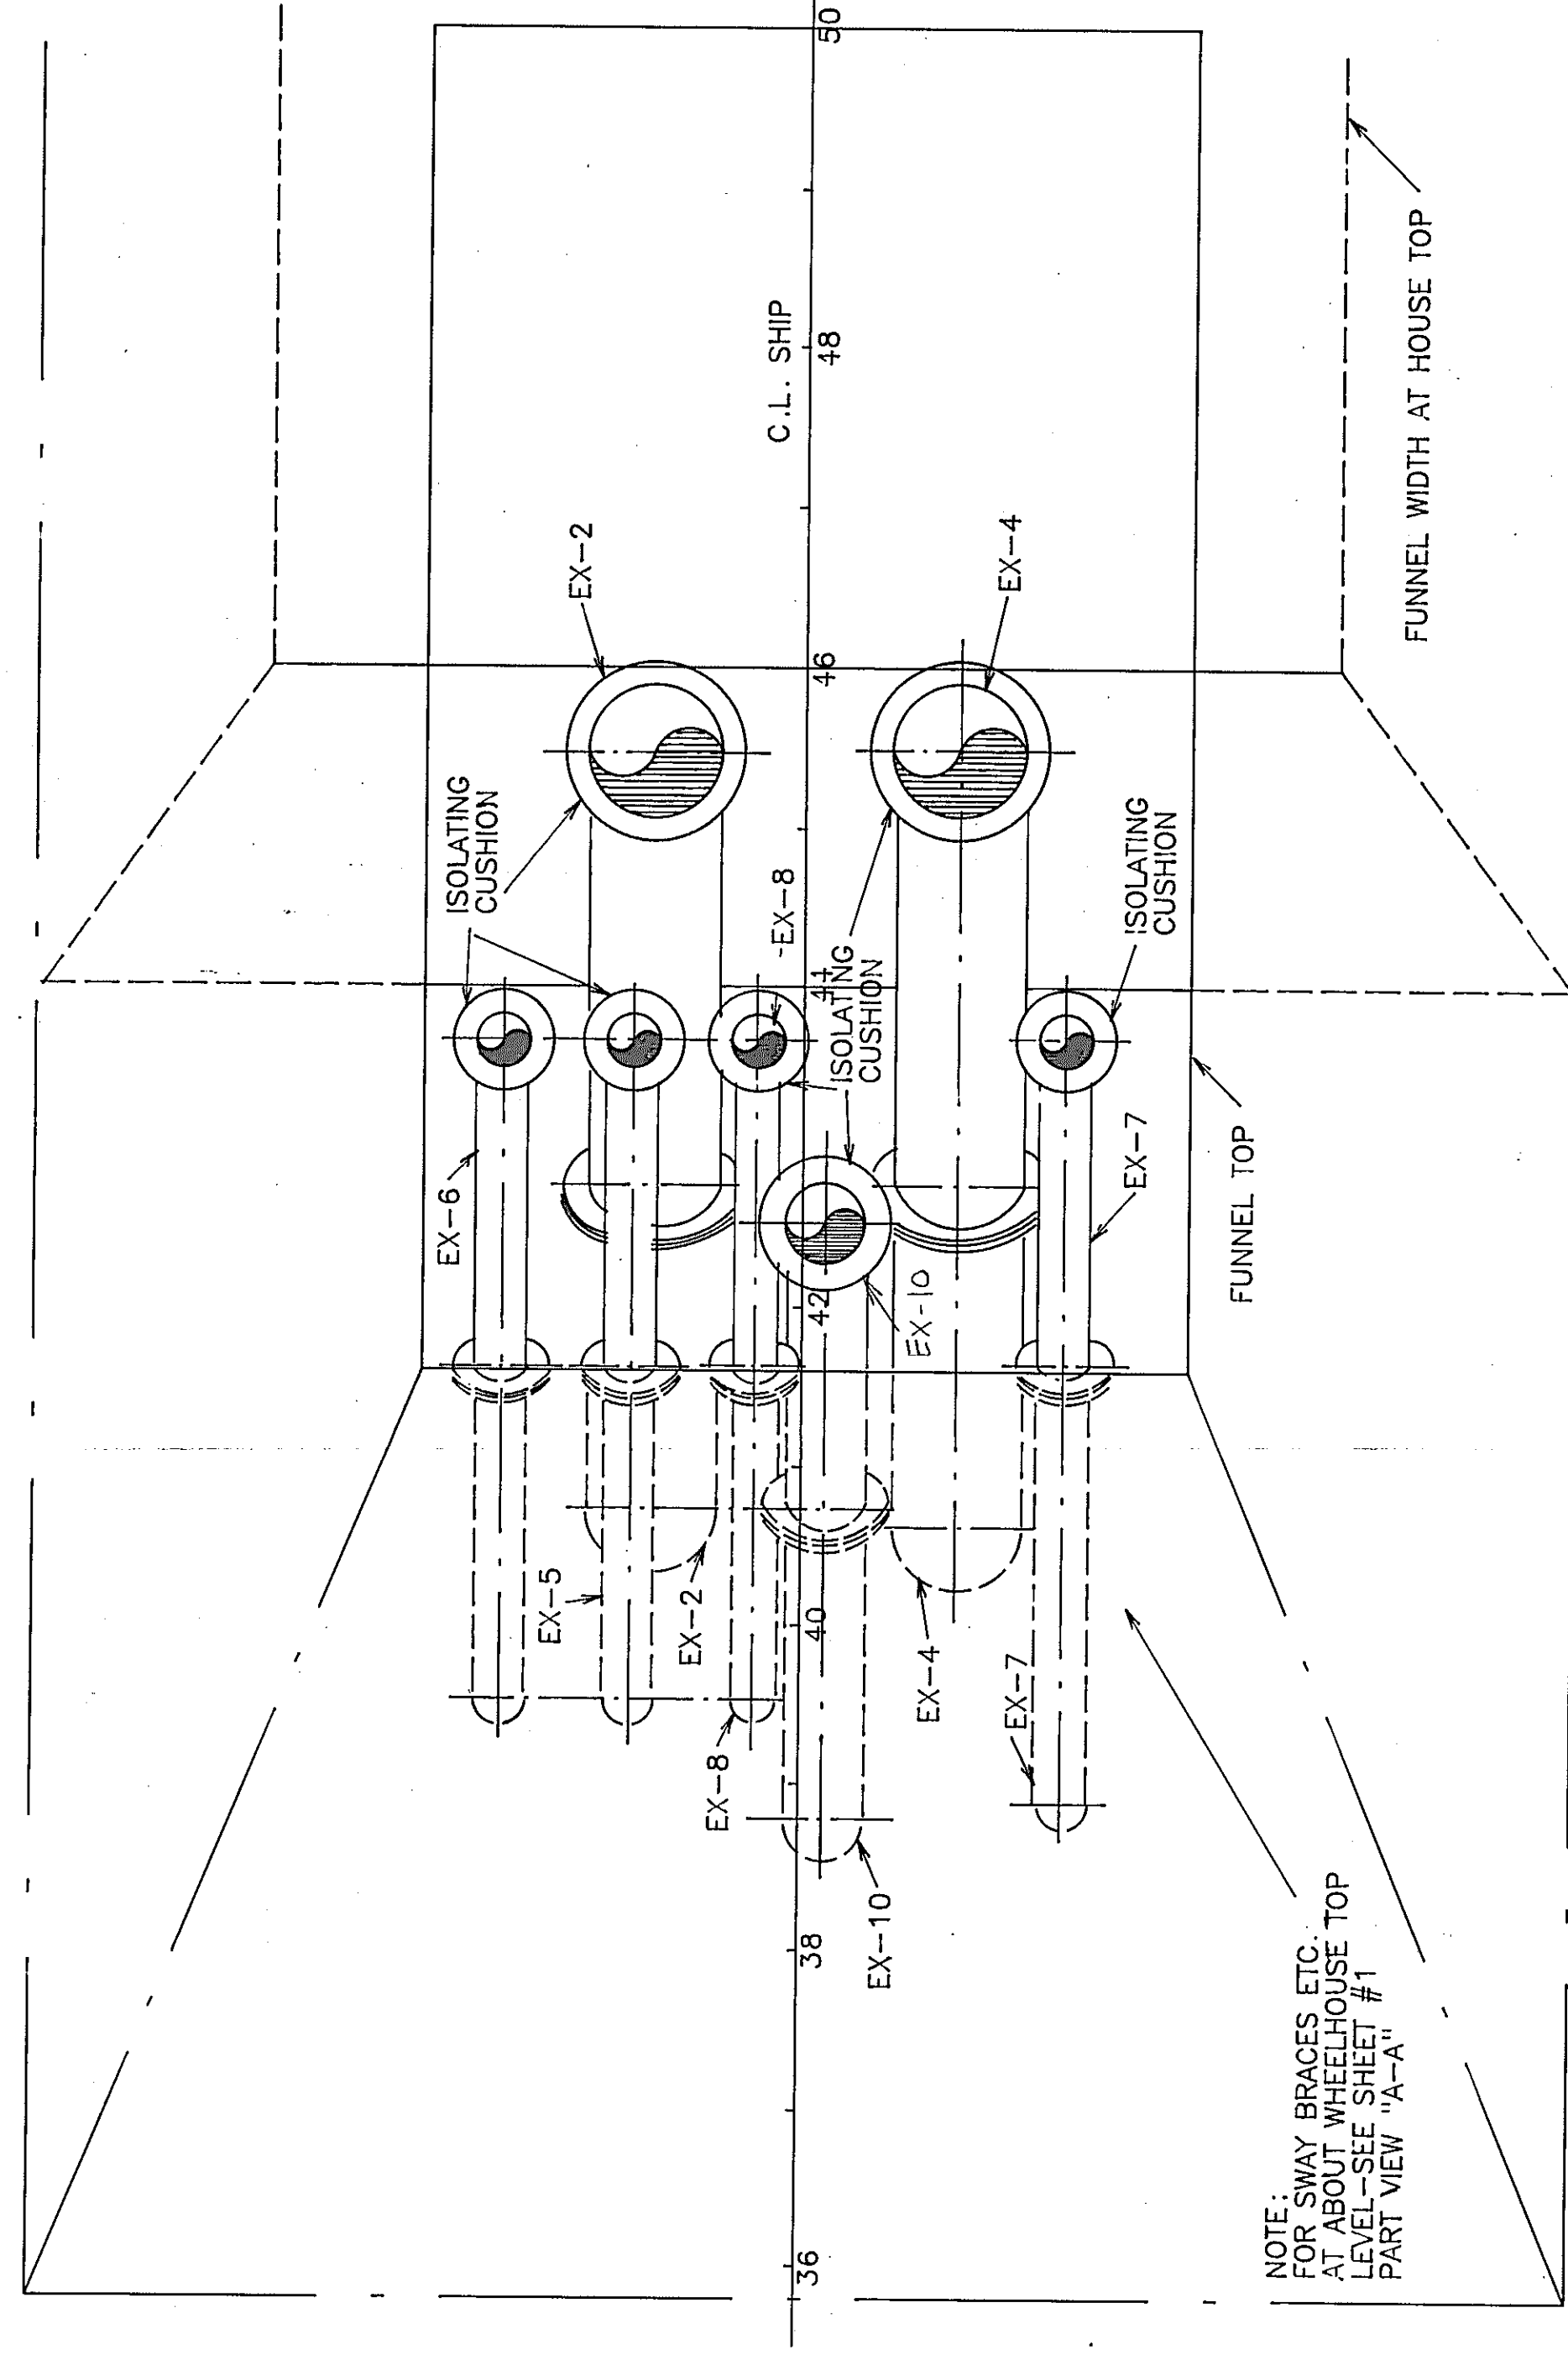 50
C.L. SHIP
48
FUNNEL WIDTH AT HOUSE TOP
EX-2
EX-4
46
ISOLATING
CUSHION
EX-8
44
ISOLATING
CUSHION
ISOLATING
CUSHION
EX-6
EX-7
FUNNEL TOP
42
EX-10
EX-5
EX-2
40
EX-4
EX-7
EX-8
EX-10
38
36
NOTE:
FOR SWAY BRACES ETC.
AT ABOUT WHEELHOUSE TOP
LEVEL-SEE SHEET #1
PART VIEW "A-A"